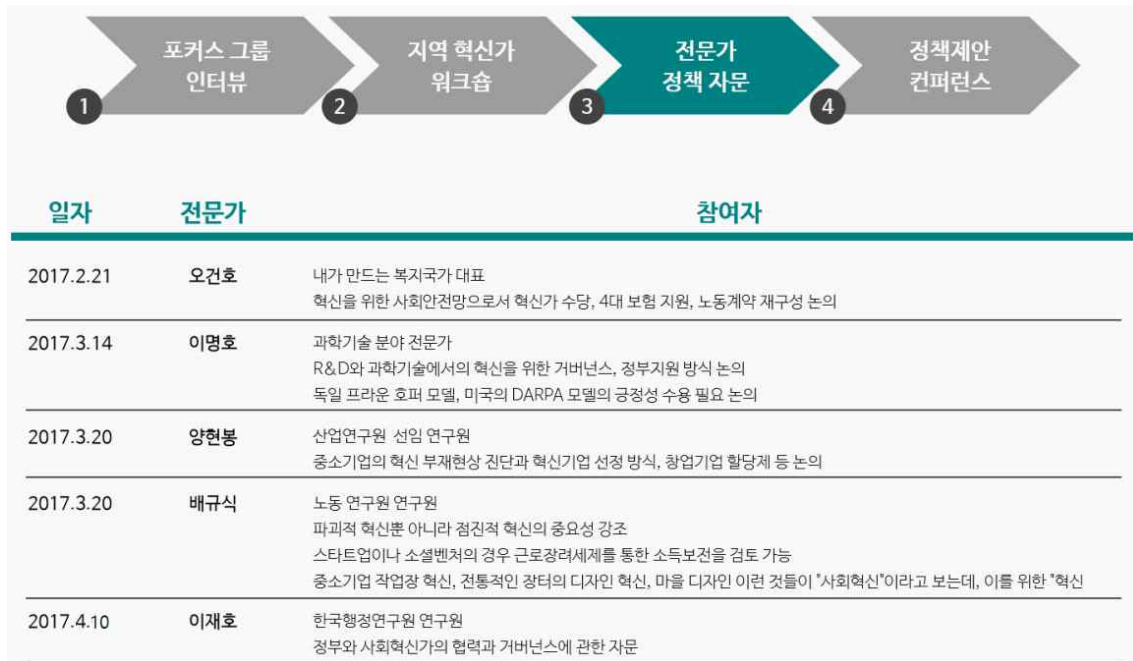 포커스 그룹
인터뷰
1
지역 혁신가
워크숍
2
전문가
정책 자문
3
정책제안
컨퍼런스
4
일자 전문가 참여자
2017.2.21 오건호 내가 만드는 복지국가 대표
혁신을 위한 사회안전망으로서 혁신가 수당, 4대 보험 지원, 노동계약 재구성 논의
2017.3.14 이명호 과학기술 분야 전문가
R&D와 과학기술에서의 혁신을 위한 거버넌스, 정부지원 방식 논의
독일 프라운 호퍼 모델, 미국의 DARPA 모델의 긍정성 수용 필요 논의
2017.3.20 양현봉 산업연구원 선임 연구원
중소기업의 혁신 부재현상 진단과 혁신기업 선정 방식, 창업기업 할당제 등 논의
2017.3.20 배규식 노동 연구원 연구원
파괴적 혁신뿐 아니라 점진적 혁신의 중요성 강조
스타트업이나 소셜벤처의 경우 근로장려세제를 통한 소득보전을 검토 가능
중소기업 작업장 혁신, 전통적인 장터의 디자인 혁신, 마을 디자인 이런 것들이 "사회혁신"이라고 보는데, 이를 위한 "혁신
2017.4.10 이재호 한국행정연구원 연구원
정부와 사회혁신가의 협력과 거버넌스에 관한 자문